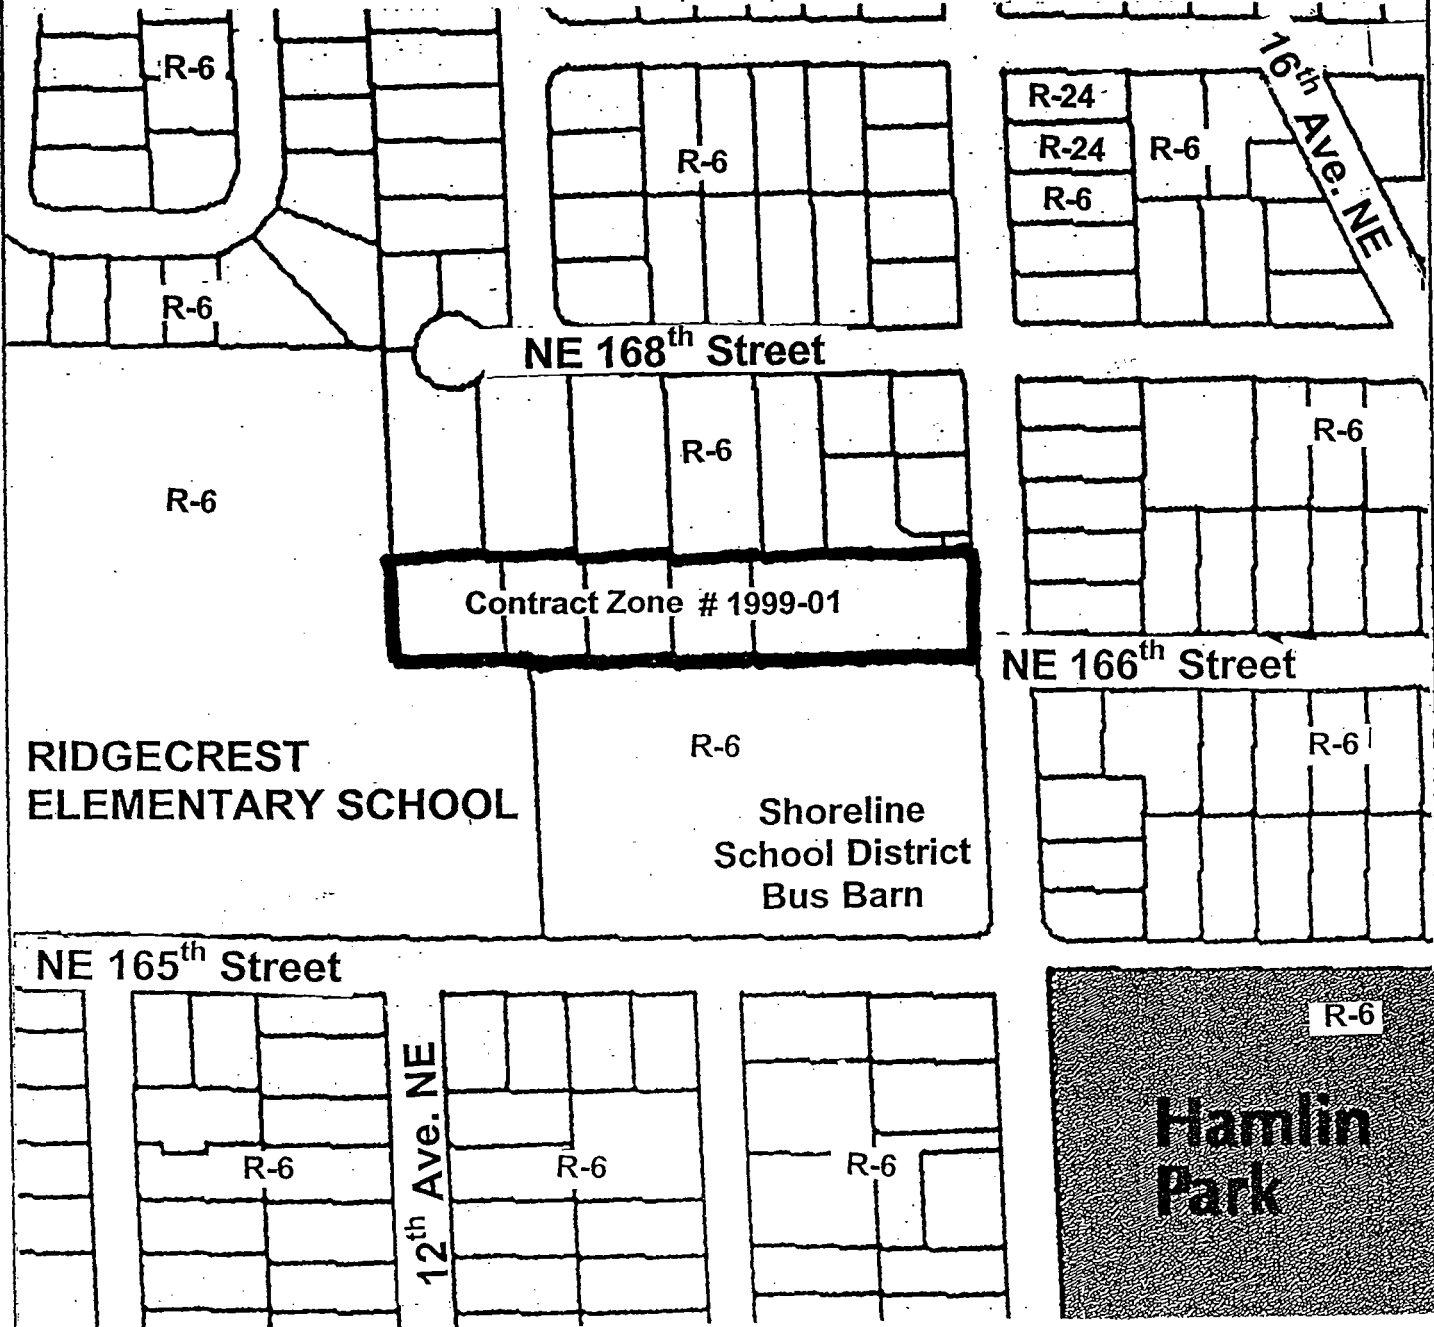 R-6
16th Ave. NE
R-24
R-6
R-24
R-6
R-6
R-6
NE 168th Street
R-6
R-6
R-6
Contract Zone # 1999-01
NE 166th Street
R-6
R-6
RIDGECREST
ELEMENTARY SCHOOL
Shoreline
School District
Bus Barn
NE 165th Street
R-6
12th Ave. NE
Hamlin
Park
R-6
R-6
R-6